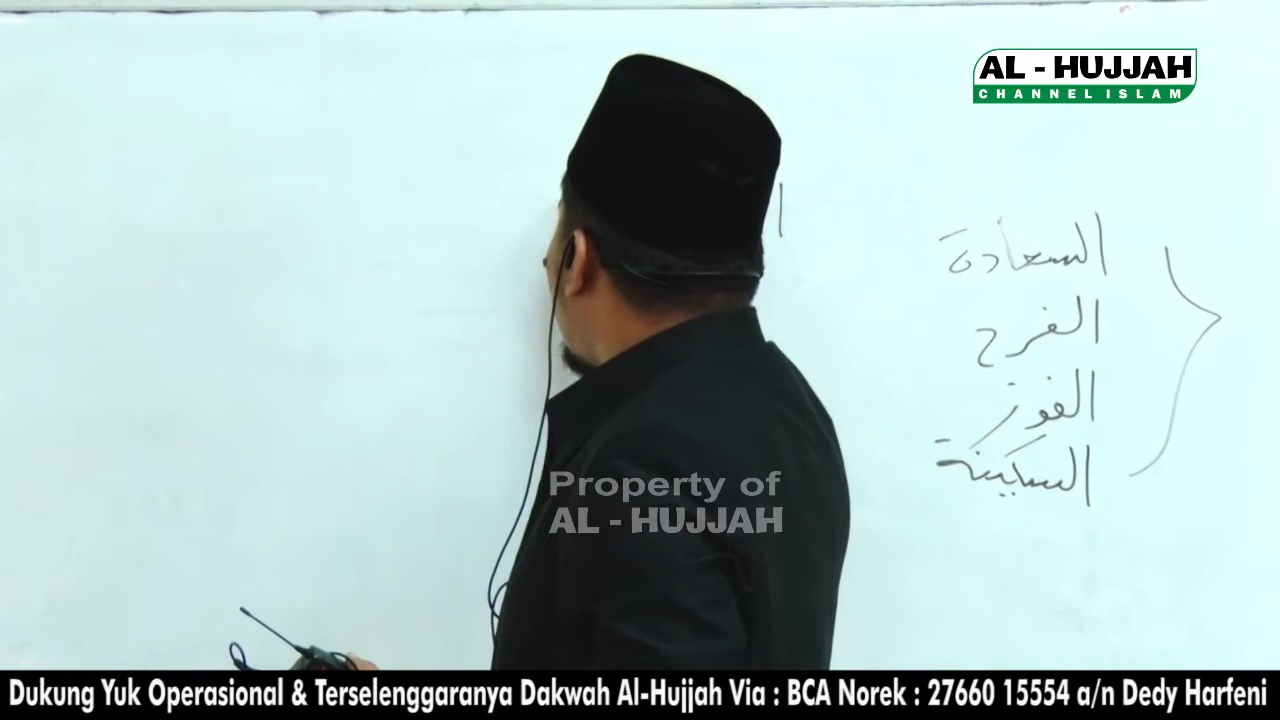 AL - HUJJAH
CHANNEL ISLAM
السعادة
الفرح
الفوز
السكينة
Property of
AL - HUJJAH
Dukung Yuk Operasional & Terselenggaranya Dakwah Al-Hujjah Via : BCA Norek : 27660 15554 a/n Dedy Harfeni